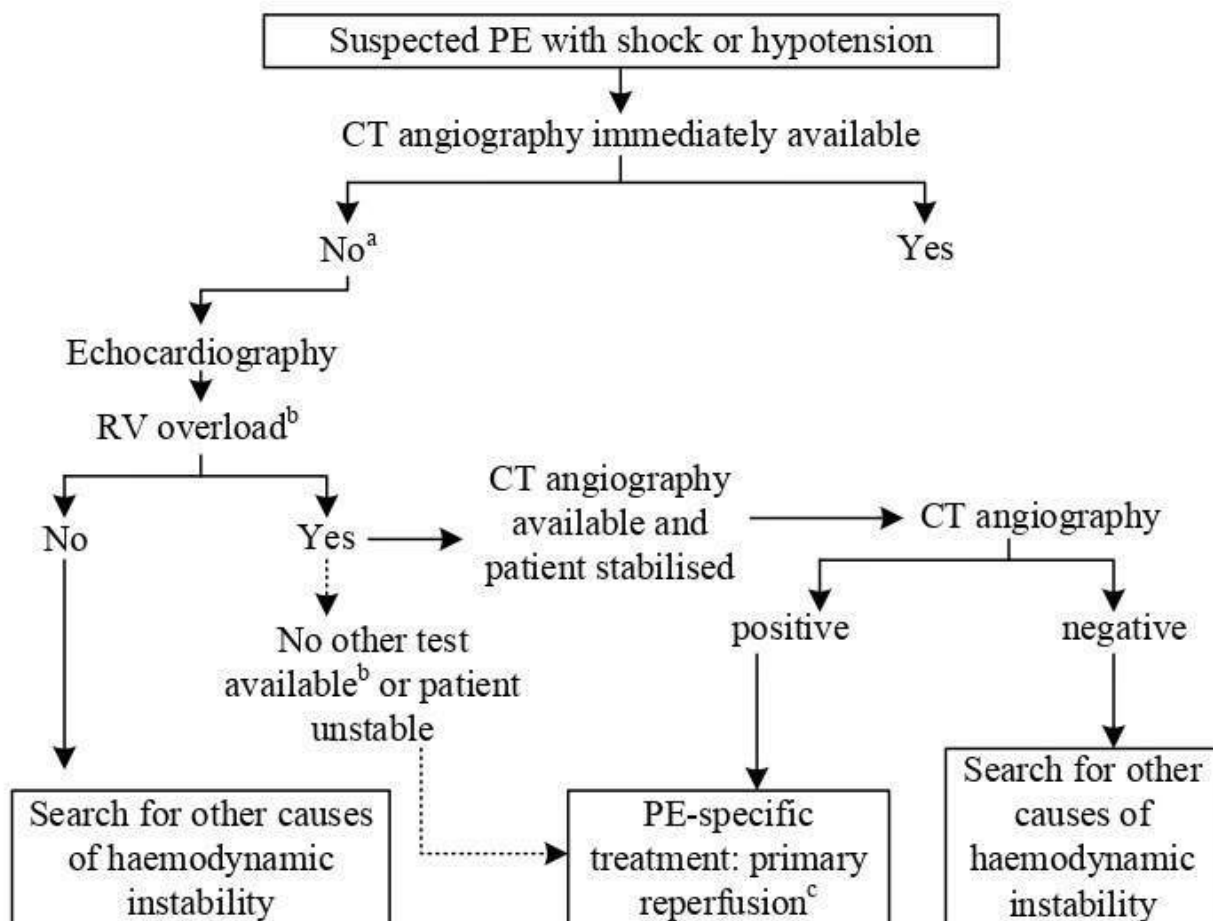 Suspected PE with shock or hypotension
CT angiography immediately available
Noᵃ
Yes
Echocardiography
RV overloadᵇ
No
Yes
CT angiography
available and
patient stabilised
CT angiography
positive
negative
No other test
availableᵇ or patient
unstable
Search for other causes
of haemodynamic
instability
PE-specific
treatment: primary
reperfusionᶜ
Search for other
causes of
haemodynamic
instability